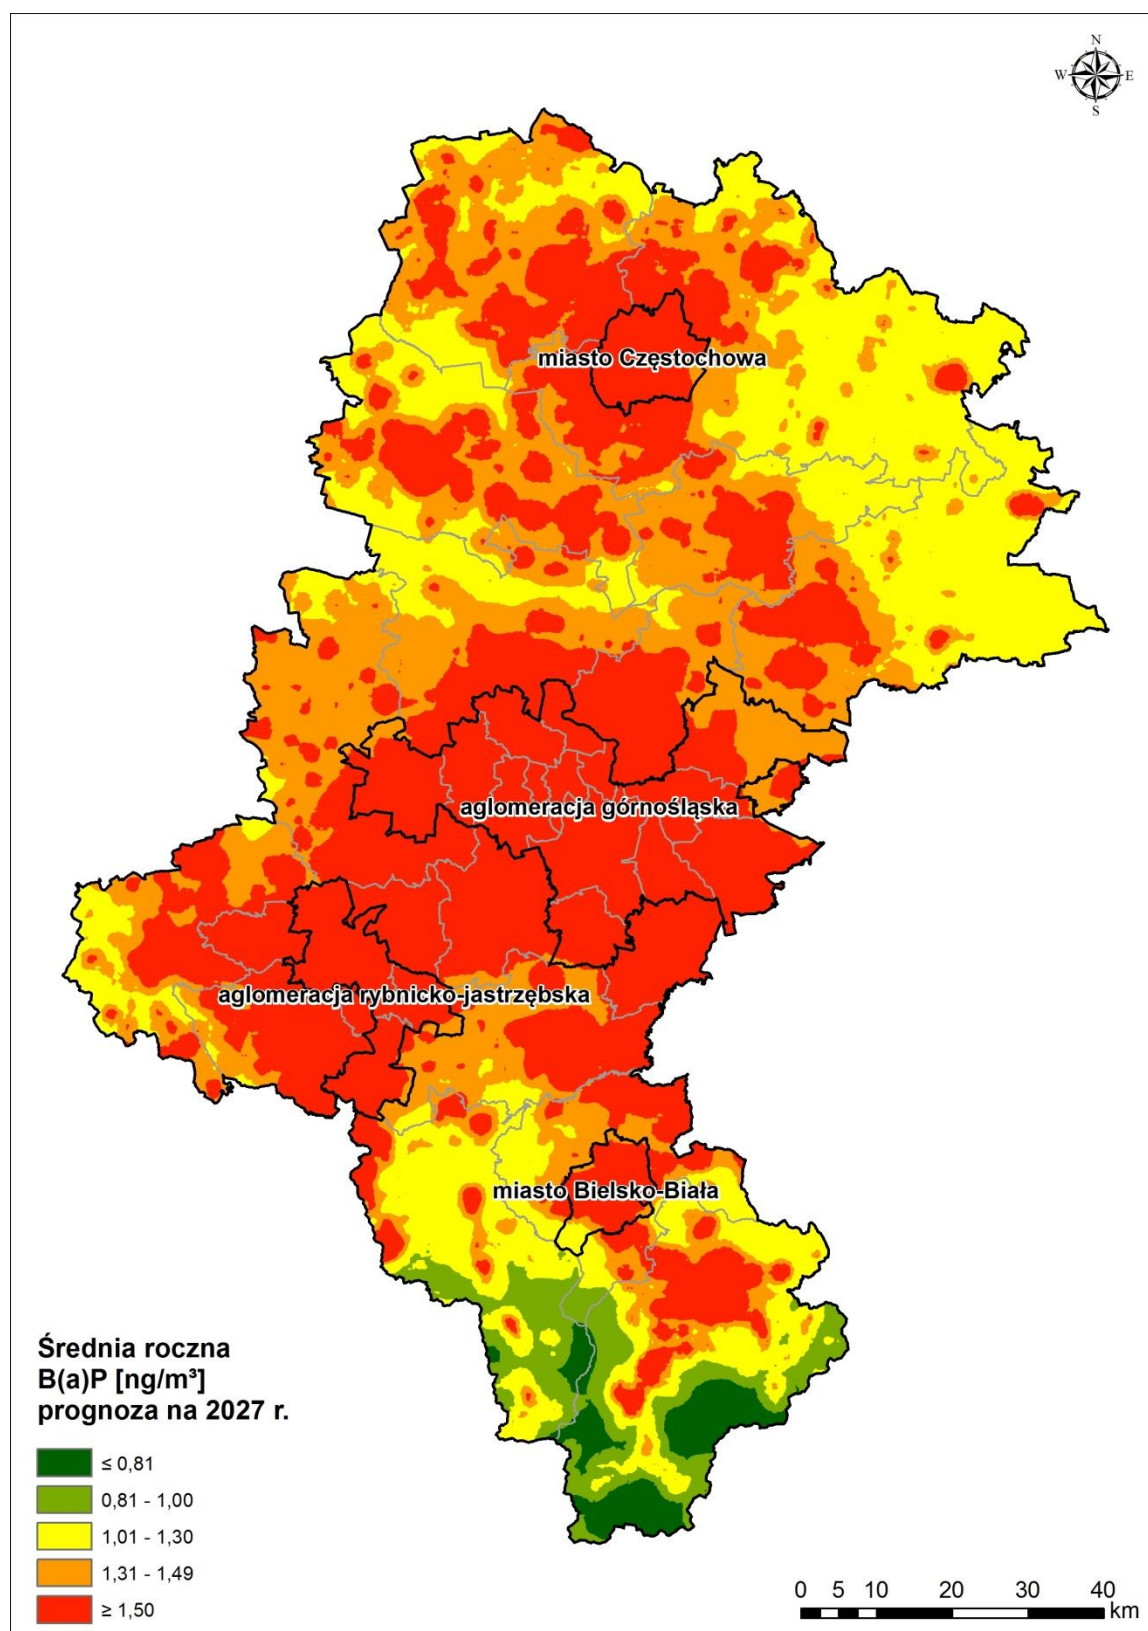 N
W E
S
miasto Częstochowa
aglomeracja górnośląska
aglomeracja rybnicko-jastrzębska
miasto Bielsko-Biała
Średnia roczna
B(a)P [ng/m³]
prognoza na 2027 r.
≤ 0,81
0,81 - 1,00
1,01 - 1,30
1,31 - 1,49
≥ 1,50
0 5 10 20 30 40
km